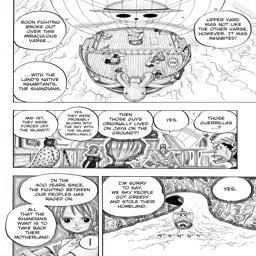 UPPER YARD
WAS NOT LIKE
THE OTHER VARSE,
HOWEVER. IT WAS
INHABITED!
SOON FIGHTING
BROKE OUT
OVER THIS
MIRACULOUS
VARSE...
...WITH THE
LAND'S NATIVE
INHABITANTS,
THE SHANDIANS.
THOSE
GUERRILLAS
?
YES.
THEN
THOSE GUYS
ORIGINALLY LIVED
ON JAYA ON THE
GROUND?!
YES.
THEY WERE
PROBABLY
BLOWN INTO
THE SKY
WITH THE
ISLAND
UNWILLINGLY.
AND YET,
THEY WERE
FORCED OFF
THE ISLAND?!
YES.
I'M SORRY
TO SAY,
WE SKY PEOPLE
GOT GREEDY
AND STOLE THEIR
HOMELAND.
IN THE
400 YEARS SINCE,
THE FIGHTING BETWEEN
OUR PEOPLES HAS
RAGED ON.
ALL
THAT THE
SHANDIANS
WANT IS TO
TAKE BACK
THEIR
MOTHERLAND.